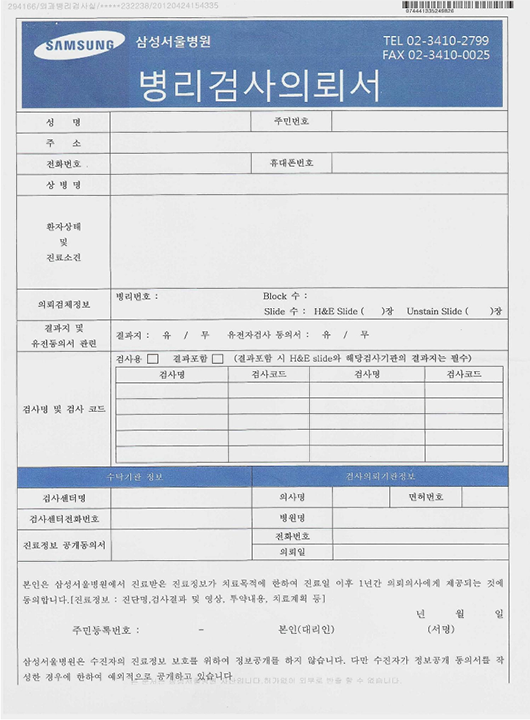 294166/의과병리검사실/*****232238/20120424154335
0744413352498​26
SAMSUNG 삼성서울병원
TEL 02-3410-2799
FAX 02-3410-0025
병리검사의뢰서
성 명 주민번호
주 소
전화번호 휴대폰번호
상 병 명
환자상태
및
진료소견
의뢰검체정보
병리번호 : Block 수 :
Slide 수 : H&E Slide ( )장 Unstain Slide ( )장
결과지 및
유전동의서 관련
결과지 : 유 / 무 유전자검사 동의서 : 유 / 무
검사명 및 검사 코드
검사용 □ 결과포함 □ (결과포함 시 H&E slide와 해당검사기관의 결과지는 필수)
검사명 검사코드 검사명 검사코드
수탁기관 정보 검사의뢰기관정보
검사센터명 의사명 면허번호
검사센터전화번호 병원명
진료정보 공개동의서 전화번호
의뢰일
본인은 삼성서울병원에서 진료받은 진료정보가 치료목적에 한하여 진료일 이후 1년간 의뢰의사에게 제공되는 것에
동의합니다.[진료정보 : 진단명,검사결과 및 영상, 투약내용, 치료계획 등]
년 월 일
주민등록번호 : - 본인(대리인) (서명)
삼성서울병원은 수진자의 진료정보 보호를 위하여 정보공개를 하지 않습니다. 다만 수진자가 정보공개 동의서를 작
성한 경우에 한하여 예외적으로 공개하고 있습니다.